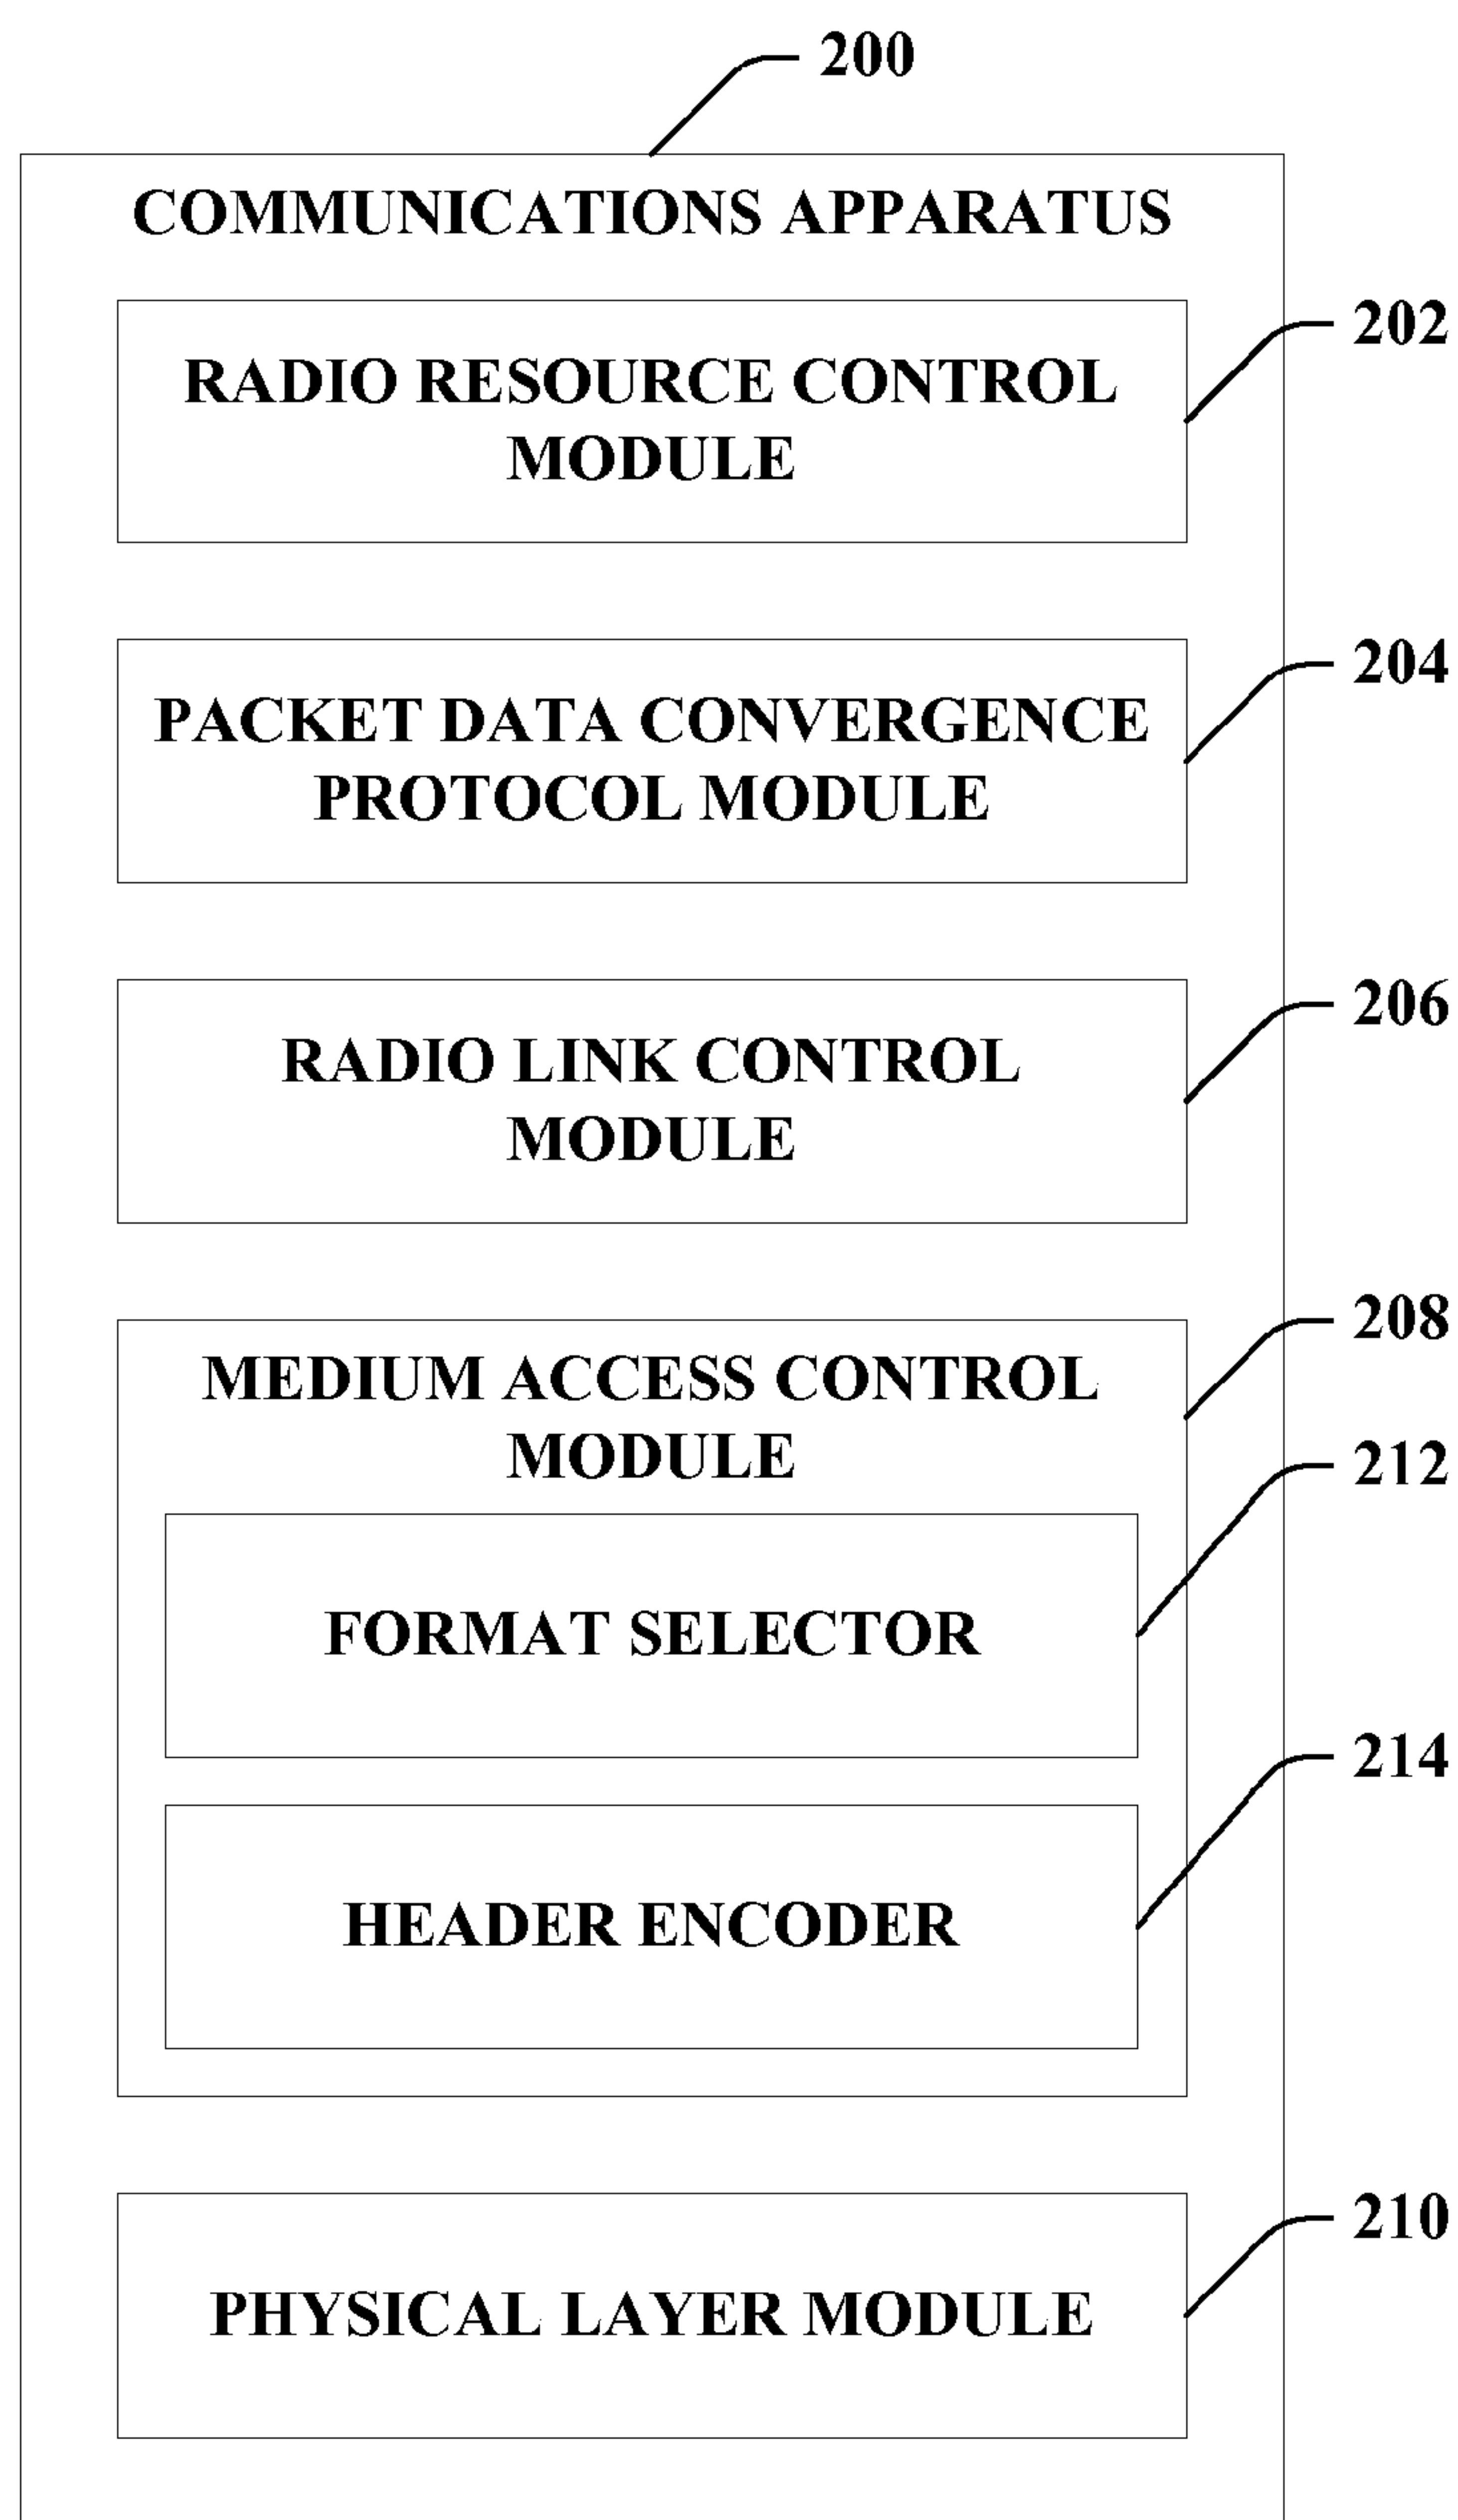 200
COMMUNICATIONS APPARATUS
202
RADIO RESOURCE CONTROL
MODULE
204
PACKET DATA CONVERGENCE
PROTOCOL MODULE
206
RADIO LINK CONTROL
MODULE
208
MEDIUM ACCESS CONTROL
MODULE
212
FORMAT SELECTOR
214
HEADER ENCODER
210
PHYSICAL LAYER MODULE